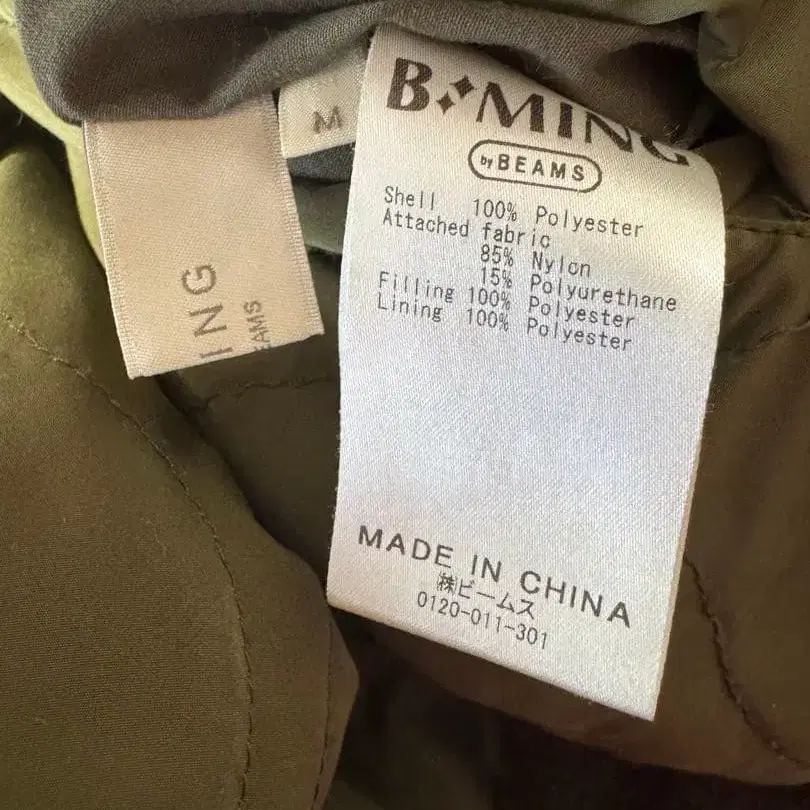 B✦MING
by BEAMS
Shell 100% Polyester
Attached fabric
85% Nylon
15% Polyurethane
Filling 100% Polyester
Lining 100% Polyester
MADE IN CHINA
㈱ビームス
0120-011-301
M
ING
EAMS